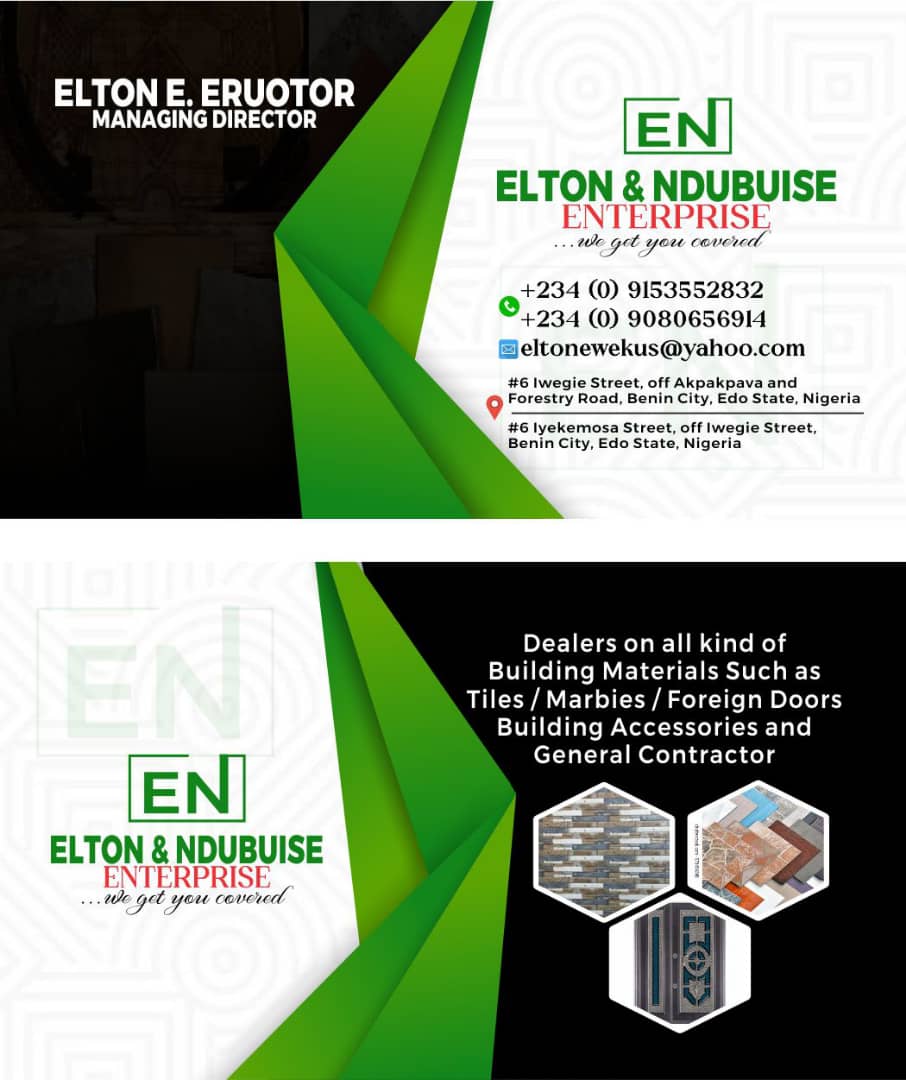 ELTON E. ERUOTOR
MANAGING DIRECTOR
EN
ELTON & NDUBUISE
ENTERPRISE
...we get you covered
+234 (0) 9153552832
+234 (0) 9080656914
eltonewekus@yahoo.com
#6 Iwegie Street, off Akpakpava and
Forestry Road, Benin City, Edo State, Nigeria
#6 Iyekemosa Street, off Iwegie Street,
Benin City, Edo State, Nigeria
EN
EN
ELTON & NDUBUISE
ENTERPRISE
...we get you covered
Dealers on all kind of
Building Materials Such as
Tiles / Marbies / Foreign Doors
Building Accessories and
General Contractor